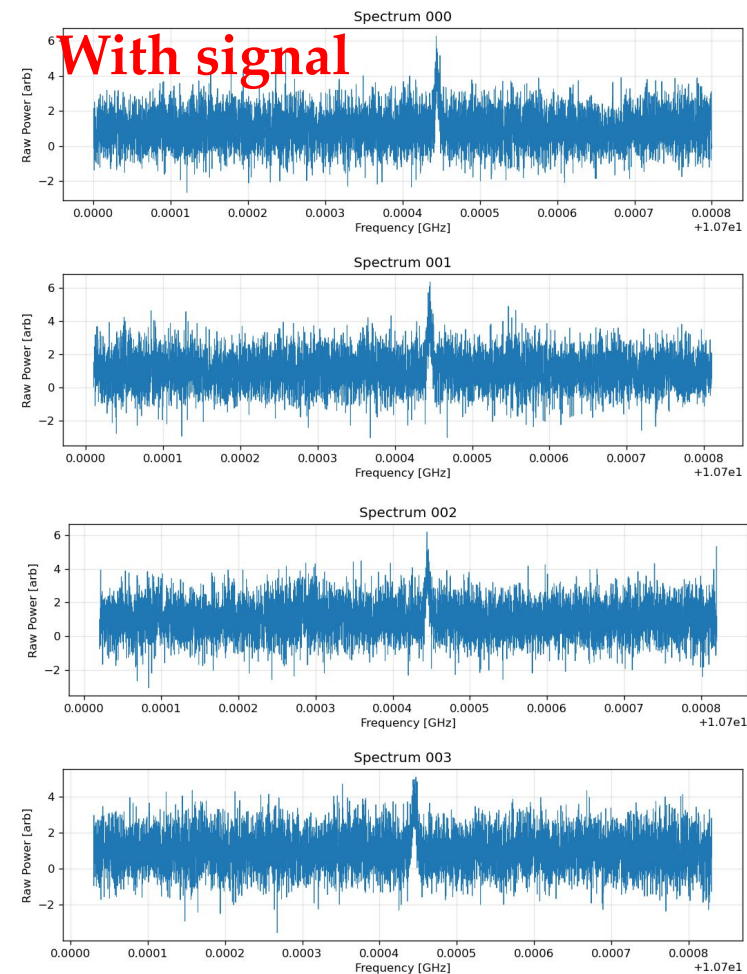 Spectrum 000
With signal
Raw Power [arb]
6
4
2
0
−2
0.0000 0.0001 0.0002 0.0003 0.0004 0.0005 0.0006 0.0007 0.0008
+1.07e1
Frequency [GHz]
Spectrum 001
Raw Power [arb]
6
4
2
0
−2
0.0000 0.0001 0.0002 0.0003 0.0004 0.0005 0.0006 0.0007 0.0008
+1.07e1
Frequency [GHz]
Spectrum 002
Raw Power [arb]
6
4
2
0
−2
0.0000 0.0001 0.0002 0.0003 0.0004 0.0005 0.0006 0.0007 0.0008
+1.07e1
Frequency [GHz]
Spectrum 003
Raw Power [arb]
4
2
0
−2
0.0000 0.0001 0.0002 0.0003 0.0004 0.0005 0.0006 0.0007 0.0008
+1.07e1
Frequency [GHz]